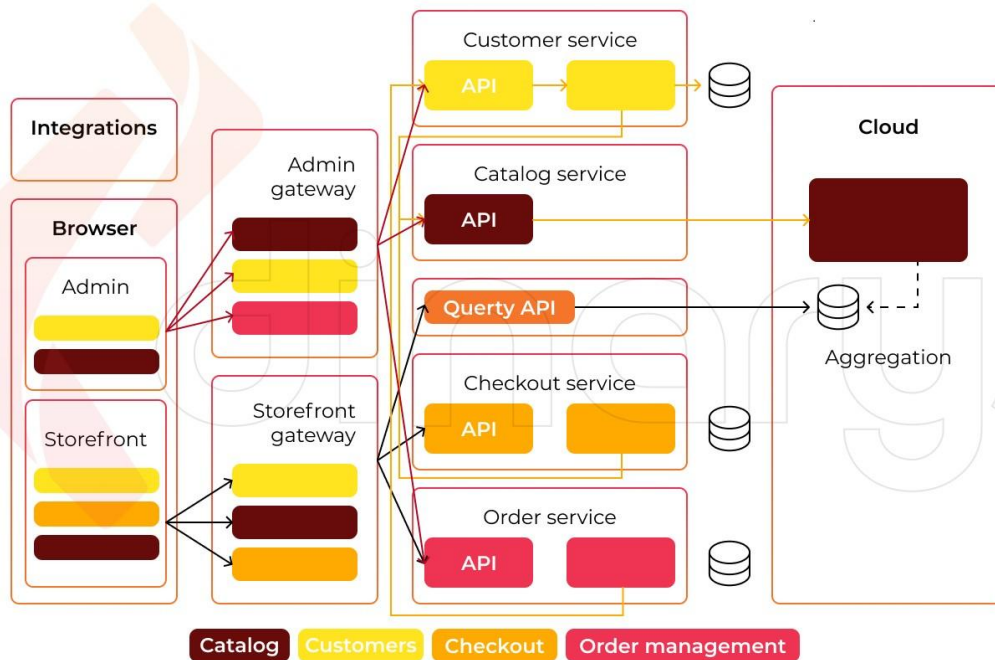 Integrations
Browser
Admin
Storefront
Admin
gateway
Storefront
gateway
Customer service
API
Catalog service
API
Querty API
Checkout service
API
Order service
API
Cloud
Aggregation
Catalog
Customers
Checkout
Order management
dinary